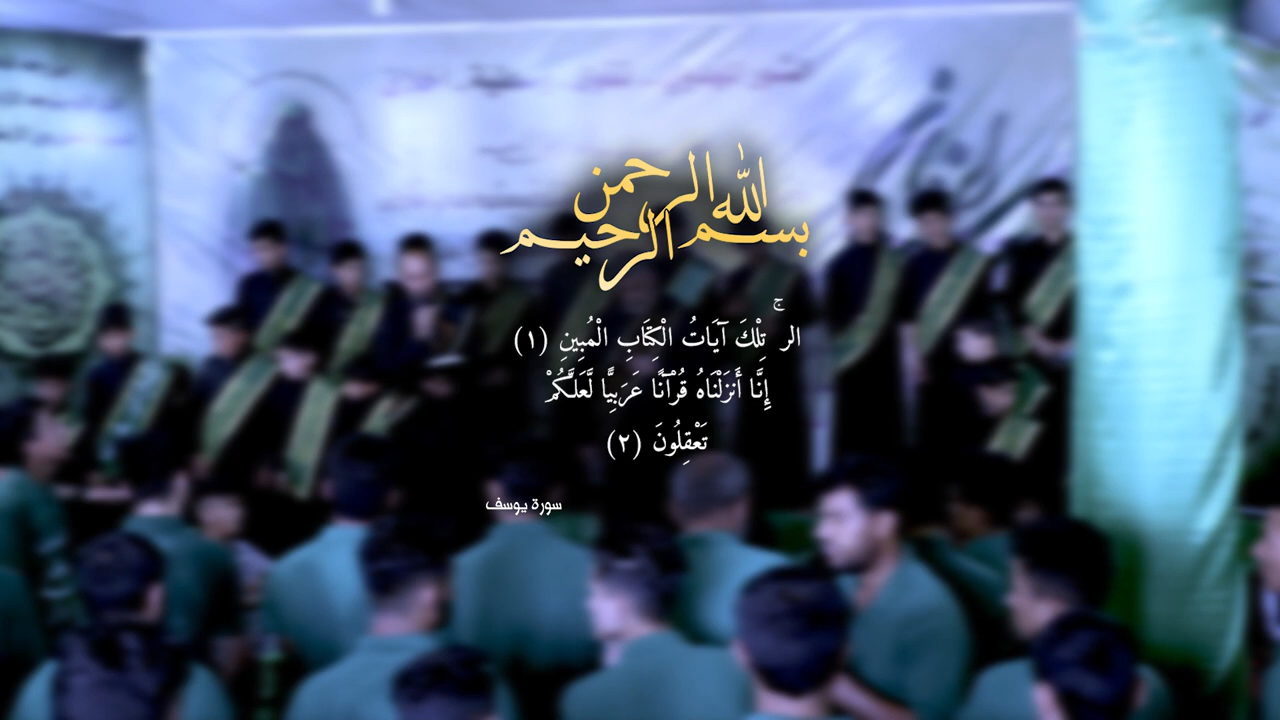 بسم الله الرحمن الرحيم
الر ۚ تِلْكَ آيَاتُ الْكِتَابِ الْمُبِينِ (١)
إِنَّا أَنزَلْنَاهُ قُرْآنًا عَرَبِيًّا لَّعَلَّكُمْ
تَعْقِلُونَ (٢)
سورة يوسف